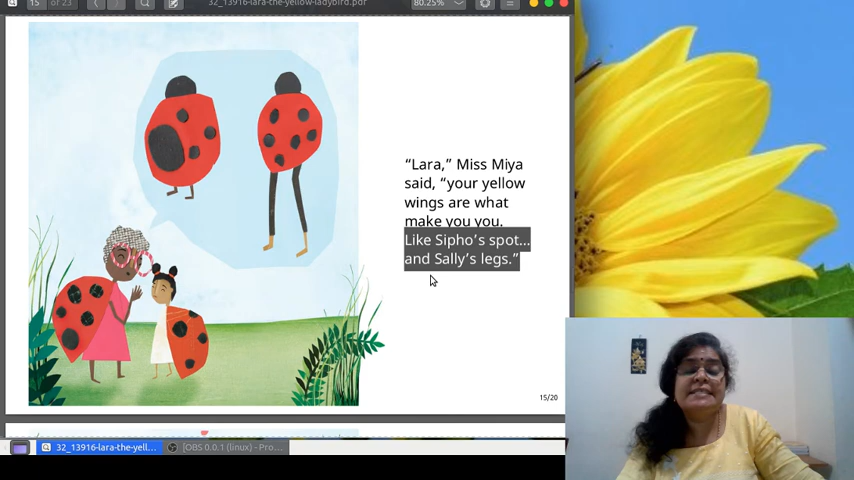 15 of 23
32_13916-lara-the-yellow-ladybird.pdf
80.25%
“Lara,” Miss Miya
said, “your yellow
wings are what
make you you.
Like Sipho’s spot...
and Sally’s legs.”
15/20
32_13916-lara-the-yell...
[OBS 0.0.1 (linux) - Pro...